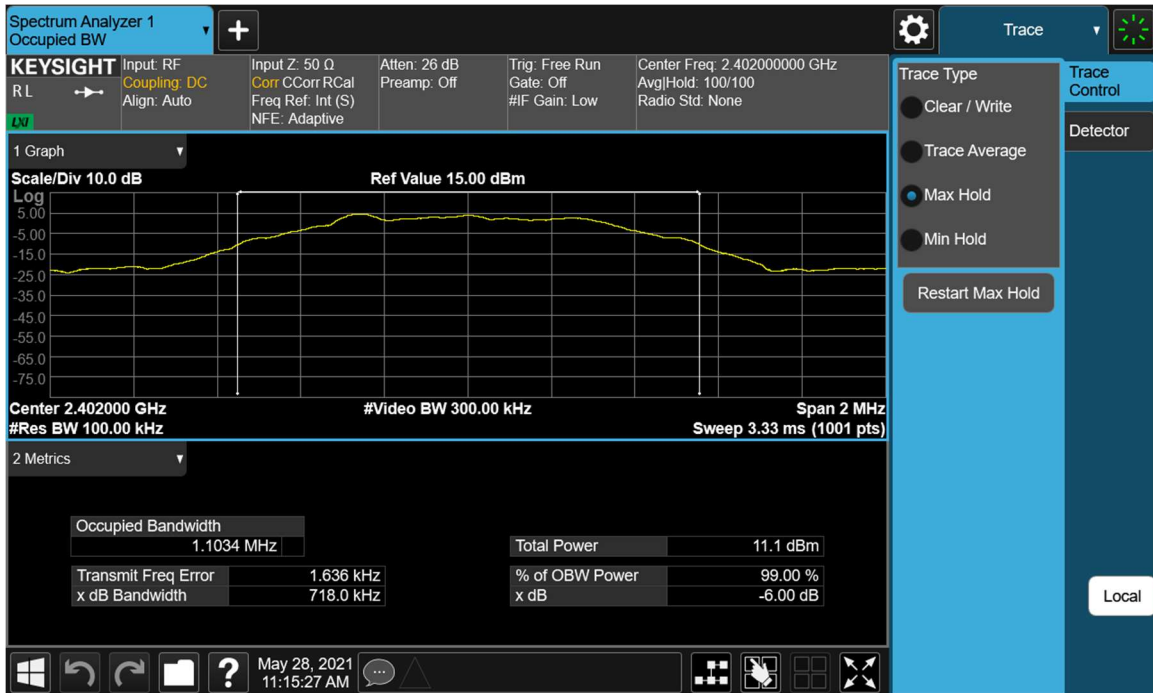 Spectrum Analyzer 1
Occupied BW
+
Trace
KEYSIGHT
RL
LXI
Input: RF
Coupling: DC
Align: Auto
Input Z: 50 Ω
Corr CCorr RCal
Freq Ref: Int (S)
NFE: Adaptive
Atten: 26 dB
Preamp: Off
Trig: Free Run
Gate: Off
#IF Gain: Low
Center Freq: 2.402000000 GHz
Avg|Hold: 100/100
Radio Std: None
Trace Type
Clear / Write
Trace Average
Max Hold
Min Hold
Restart Max Hold
Trace
Control
Detector
Local
1 Graph
Scale/Div 10.0 dB
Ref Value 15.00 dBm
Log
5.00
-5.00
-15.0
-25.0
-35.0
-45.0
-55.0
-65.0
-75.0
Center 2.402000 GHz
#Video BW 300.00 kHz
Span 2 MHz
#Res BW 100.00 kHz
Sweep 3.33 ms (1001 pts)
2 Metrics
Occupied Bandwidth
1.1034 MHz
Total Power 11.1 dBm
Transmit Freq Error 1.636 kHz
% of OBW Power 99.00 %
x dB Bandwidth 718.0 kHz
x dB -6.00 dB
?
May 28, 2021
11:15:27 AM